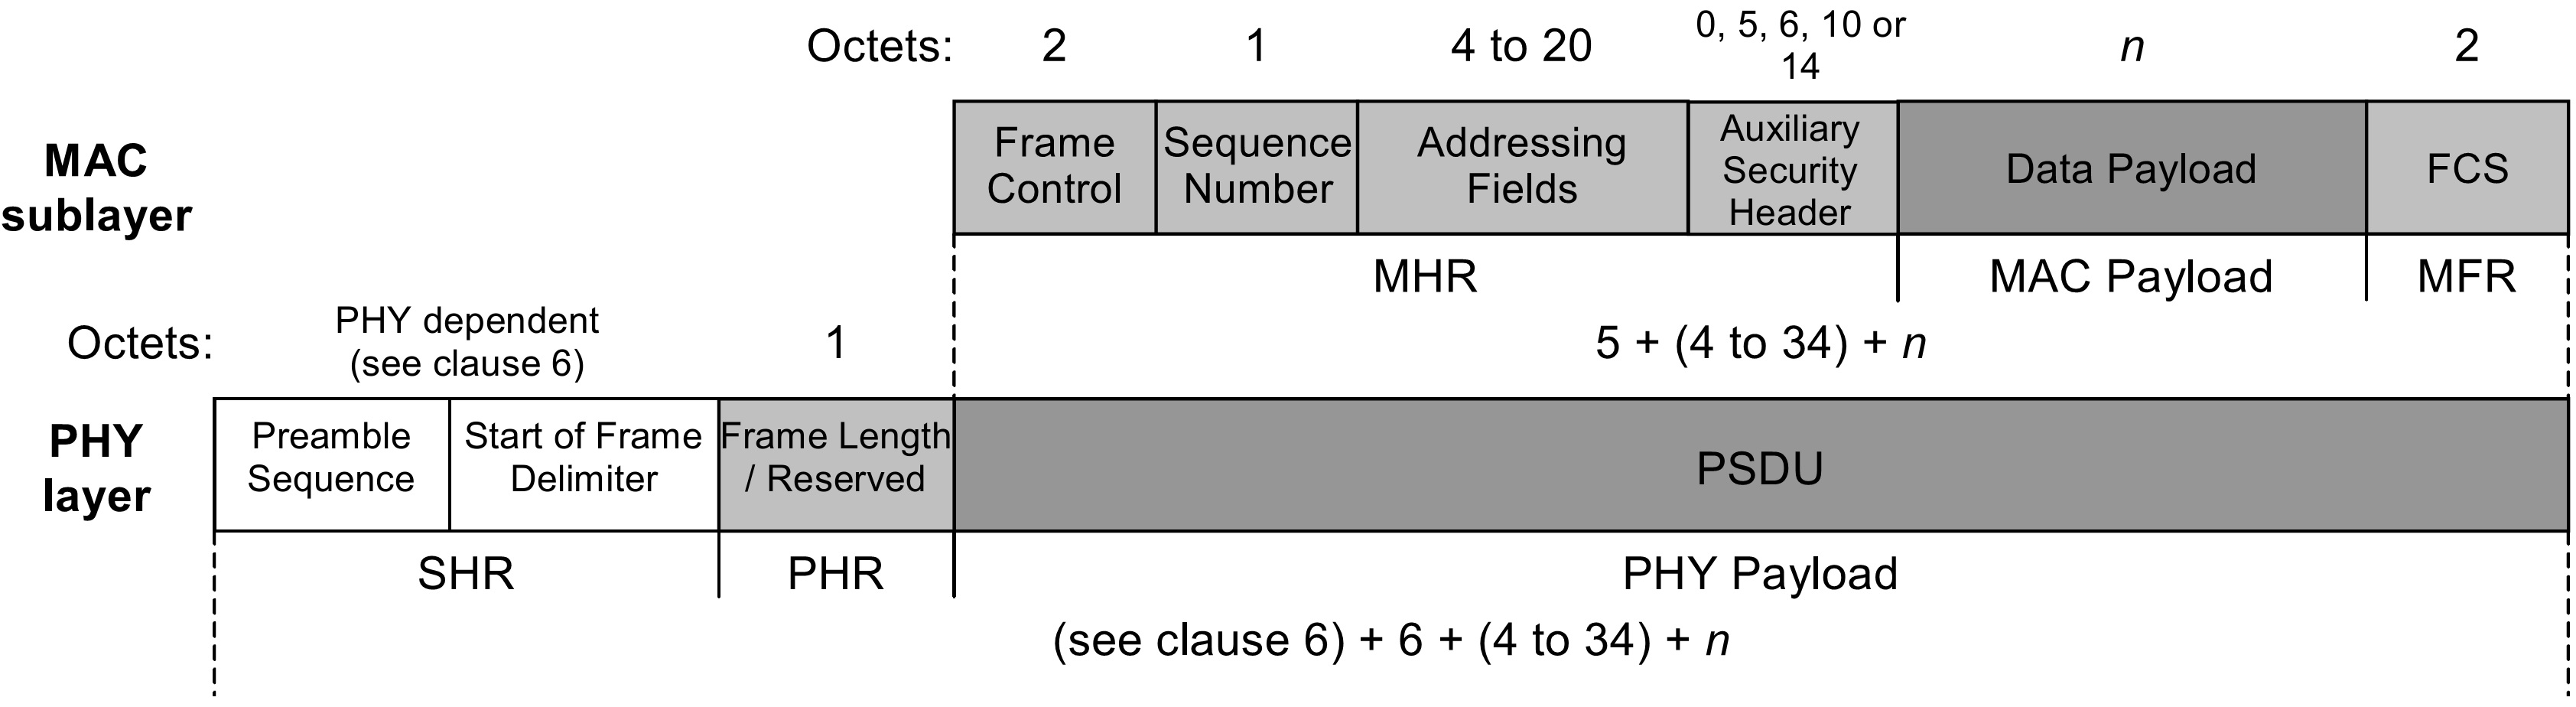 Octets: 2 1 4 to 20 0, 5, 6, 10 or
14 n 2
MAC
sublayer
Frame
Control
Sequence
Number
Addressing
Fields
Auxiliary
Security
Header
Data Payload
FCS
MHR
MAC Payload
MFR
Octets:
PHY dependent
(see clause 6)
1
5 + (4 to 34) + n
PHY
layer
Preamble
Sequence
Start of Frame
Delimiter
Frame Length
/ Reserved
PSDU
SHR
PHR
PHY Payload
(see clause 6) + 6 + (4 to 34) + n